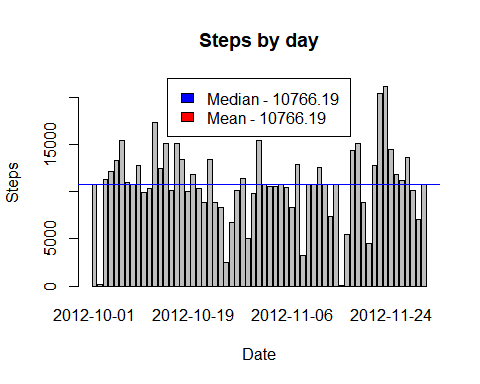 Steps by day
Median - 10766.19
Mean - 10766.19
Steps
15000
5000
0
2012-10-01 2012-10-19 2012-11-06 2012-11-24
Date